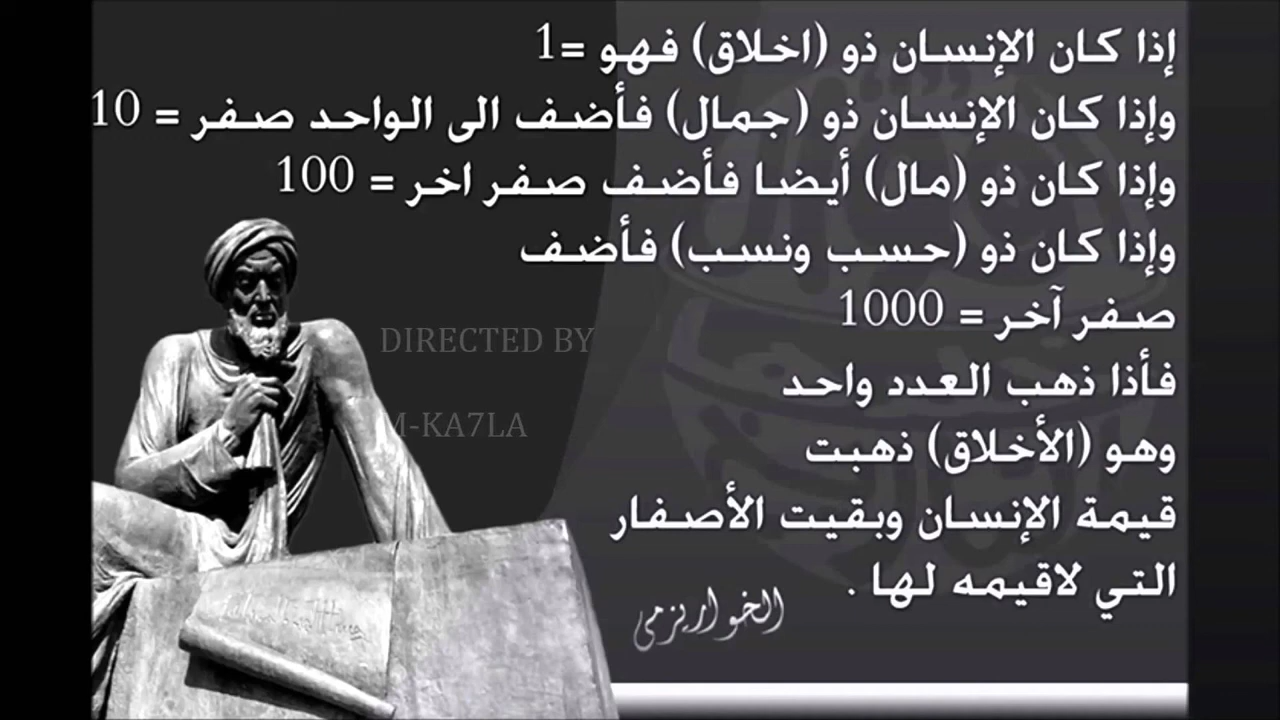 إذا كان الإنسان ذو (اخلاق) فهو =1
وإذا كان الإنسان ذو (جمال) فأضف الى الواحد صفر = 10
وإذا كان ذو (مال) أيضا فأضف صفر اخر = 100
وإذا كان ذو (حسب ونسب) فأضف
صفر آخر = 1000
فأذا ذهب العدد واحد
وهو (الأخلاق) ذهبت
قيمة الإنسان وبقيت الأصفار
التي لاقيمه لها .
الخواريزمى
DIRECTED BY
M-KA7LA